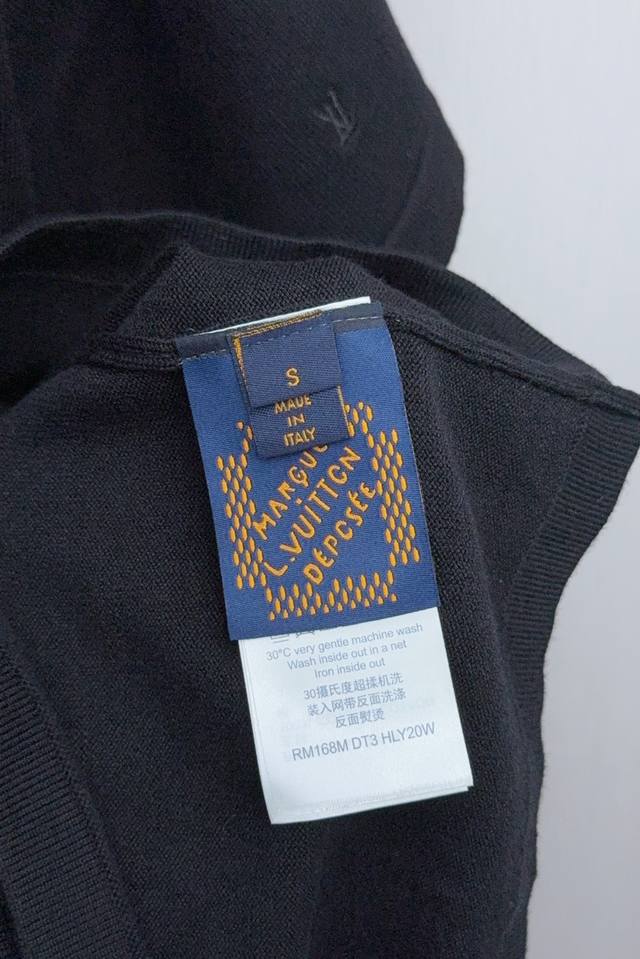 LV
S
MADE
IN
ITALY
MARQUE
L.VUITTON
DÉPOSÉE
30°C very gentle machine wash
Wash inside out in a net
Iron inside out
30摄氏度超揉机洗
装入网带反面洗涤
反面熨烫
RM168M DT3 HLY20W